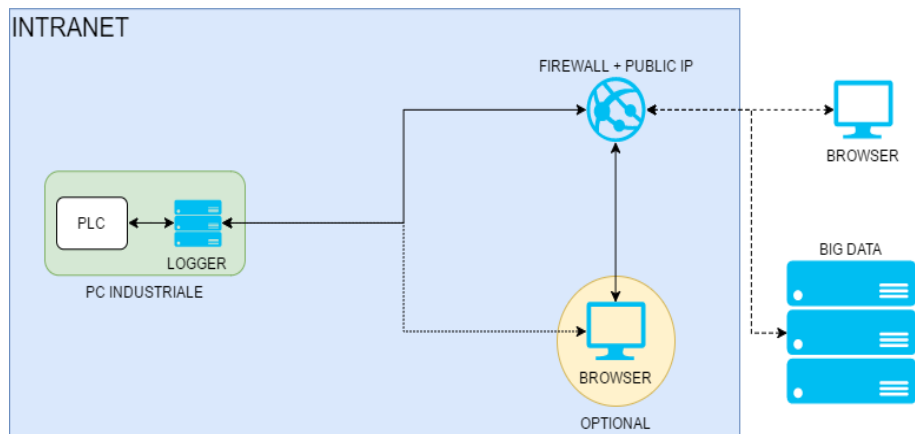 INTRANET
FIREWALL + PUBLIC IP
BROWSER
PLC
LOGGER
PC INDUSTRIALE
BIG DATA
BROWSER
OPTIONAL